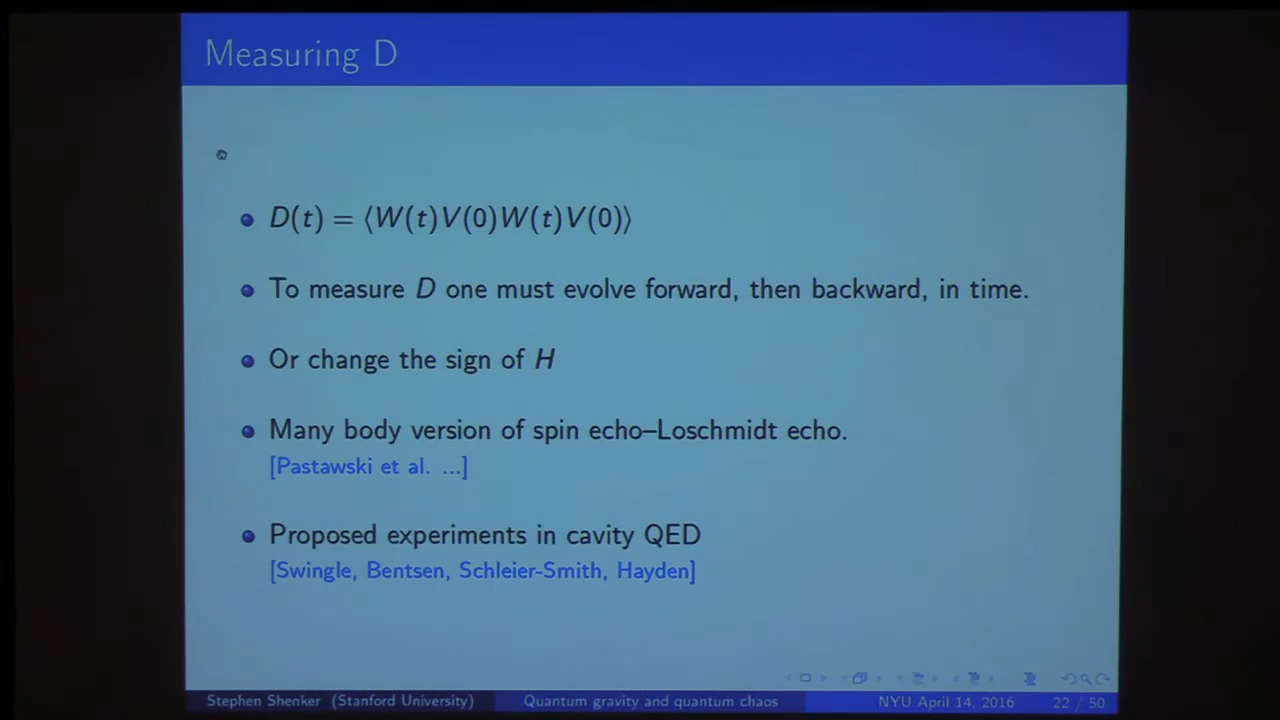 Measuring D
D(t) = ⟨W(t)V(0)W(t)V(0)⟩
To measure D one must evolve forward, then backward, in time.
Or change the sign of H
Many body version of spin echo–Loschmidt echo.
[Pastawski et al. ...]
Proposed experiments in cavity QED
[Swingle, Bentsen, Schleier-Smith, Hayden]
Stephen Shenker (Stanford University) Quantum gravity and quantum chaos NYU April 14, 2016 22 / 50